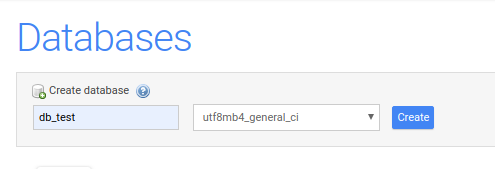 Databases
Create database
db_test utf8mb4_general_ci Create